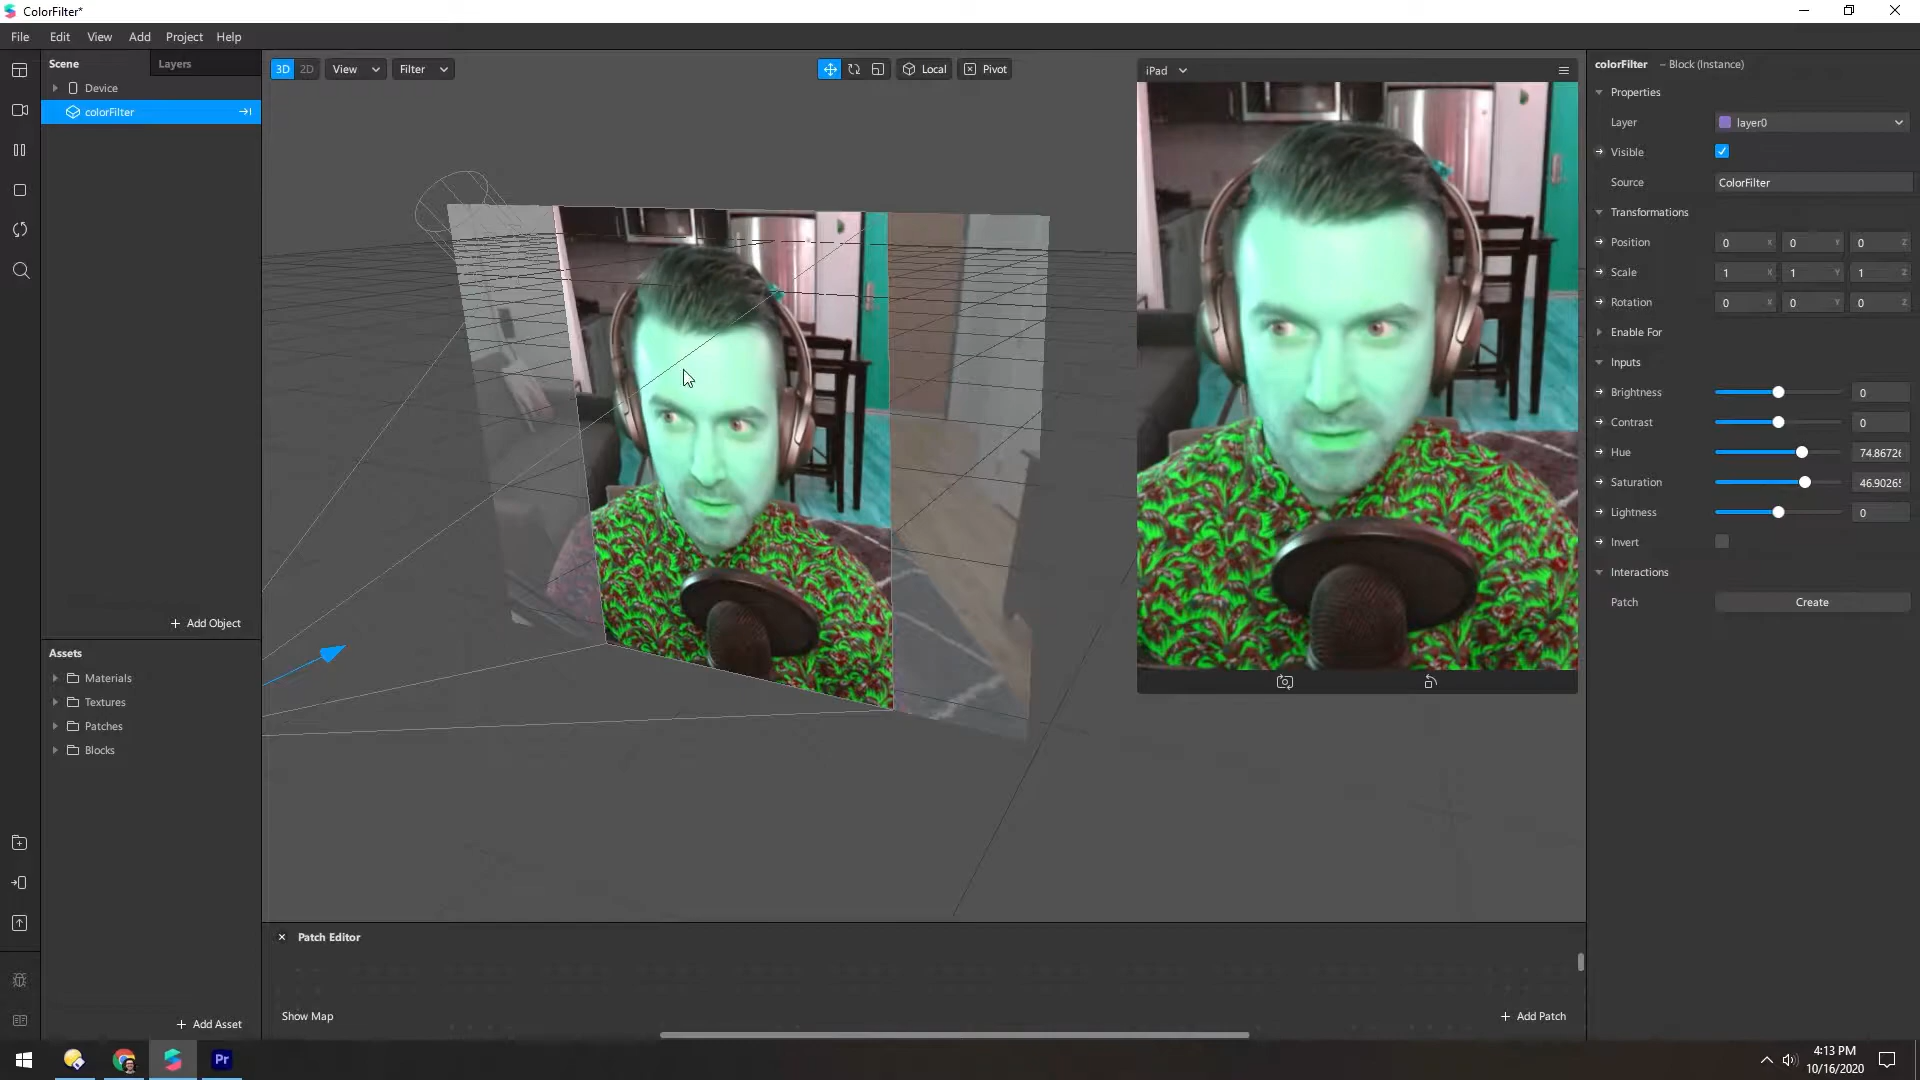 ColorFilter*
File Edit View Add Project Help
Scene Layers
Device
colorFilter
+ Add Object
Assets
Materials
Textures
Patches
Blocks
+ Add Asset
3D 2D View Filter Local Pivot
iPad
Patch Editor
Show Map + Add Patch
colorFilter – Block (Instance)
Properties
Layer layer0
Visible
Source ColorFilter
Transformations
Position 0 X 0 Y 0 Z
Scale 1 X 1 Y 1 Z
Rotation 0 X 0 Y 0 Z
Enable For
Inputs
Brightness 0
Contrast 0
Hue 74.8672
Saturation 46.9026
Lightness 0
Invert
Interactions
Patch Create
Pr
4:13 PM
10/16/2020